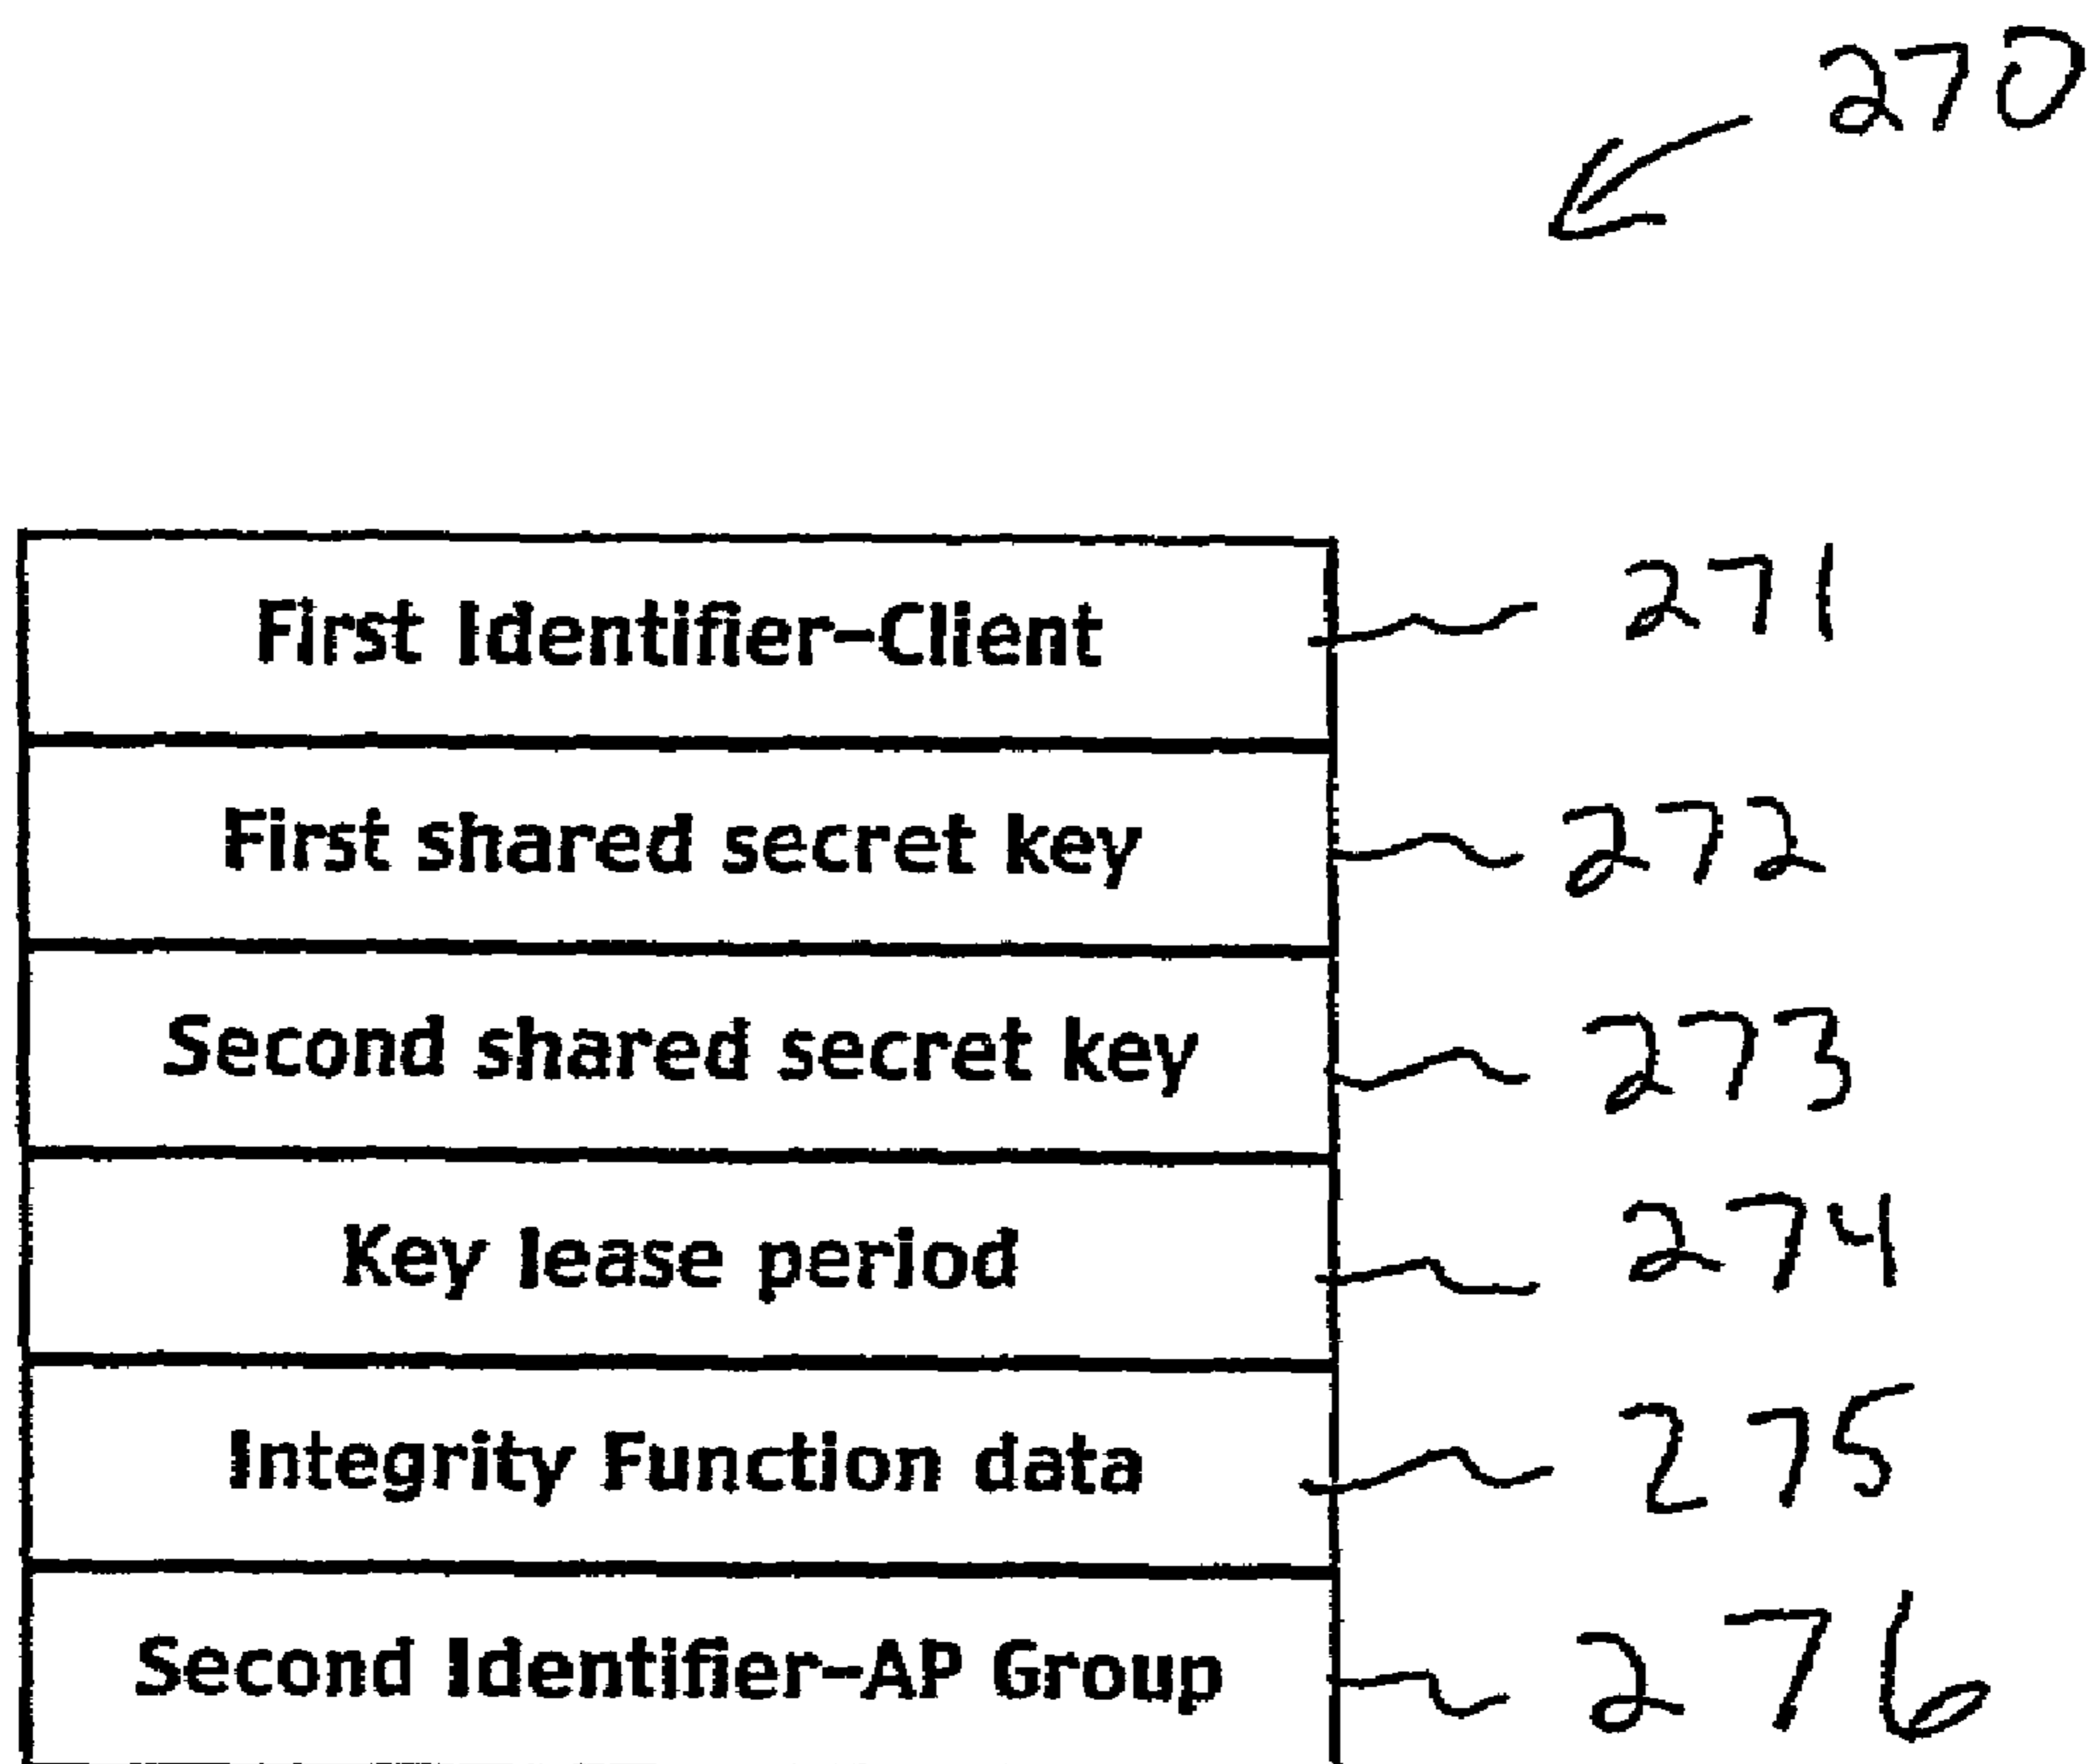 270
First Identifier-Client 271
First shared secret key 272
Second shared secret key 273
Key lease period 274
Integrity Function data 275
Second Identifier-AP Group 276